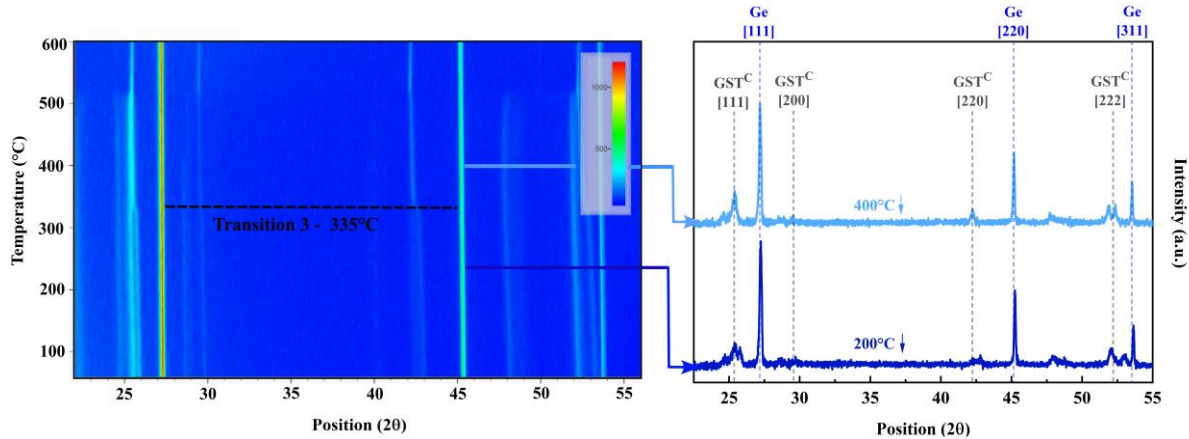 600
500
400
300
200
100
Temperature (°C)
25
30
35
40
45
50
55
Position (2θ)
Transition 3 - 335°C
1000
500
Ge
[111]
Ge
[220]
Ge
[311]
GST^C
[111]
GST^C
[200]
GST^C
[220]
GST^C
[222]
400°C ↓
200°C ↓
25
30
35
40
45
50
55
Position (2θ)
Intensity (a.u.)